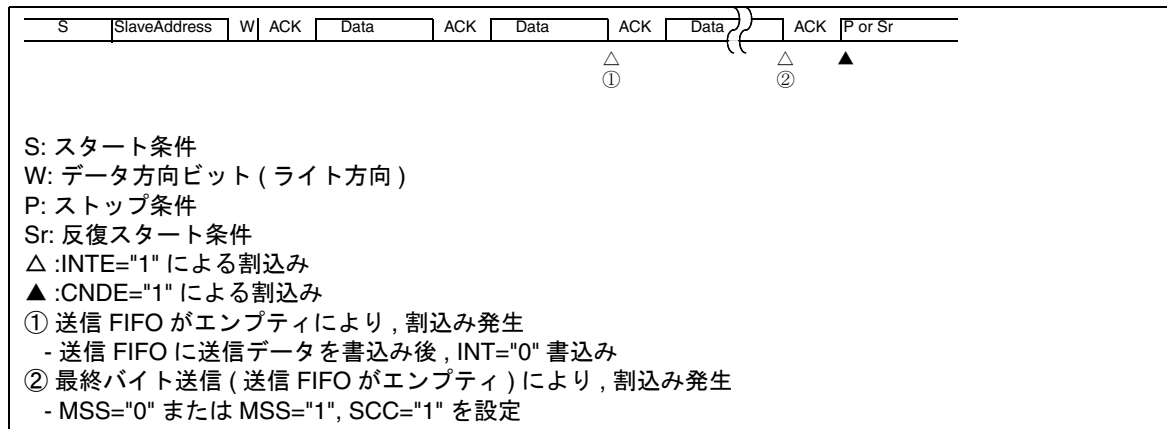 S SlaveAddress W ACK Data ACK Data ACK Data ACK P or Sr
△ △ ▲
① ②
S: スタート条件
W: データ方向ビット ( ライト方向 )
P: ストップ条件
Sr: 反復スタート条件
△ :INTE="1" による割込み
▲ :CNDE="1" による割込み
① 送信 FIFO がエンプティにより , 割込み発生
- 送信 FIFO に送信データを書込み後 , INT="0" 書込み
② 最終バイト送信 ( 送信 FIFO がエンプティ ) により , 割込み発生
- MSS="0" または MSS="1", SCC="1" を設定